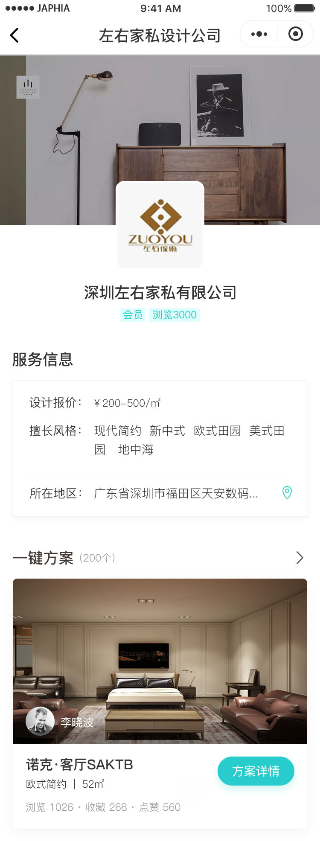 JAPHIA 9:41 AM 100%
左右家私设计公司
ZUOYOU
左右傢俬
深圳左右家私有限公司
会员 浏览3000
服务信息
设计报价： ¥200-500/㎡
擅长风格： 现代简约 新中式 欧式田园 美式田
园 地中海
所在地区： 广东省深圳市福田区天安数码...
一键方案 (200个)
李晓波
诺克·客厅SAKTB
方案详情
欧式简约 | 52㎡
浏览 1026 · 收藏 268 · 点赞 560